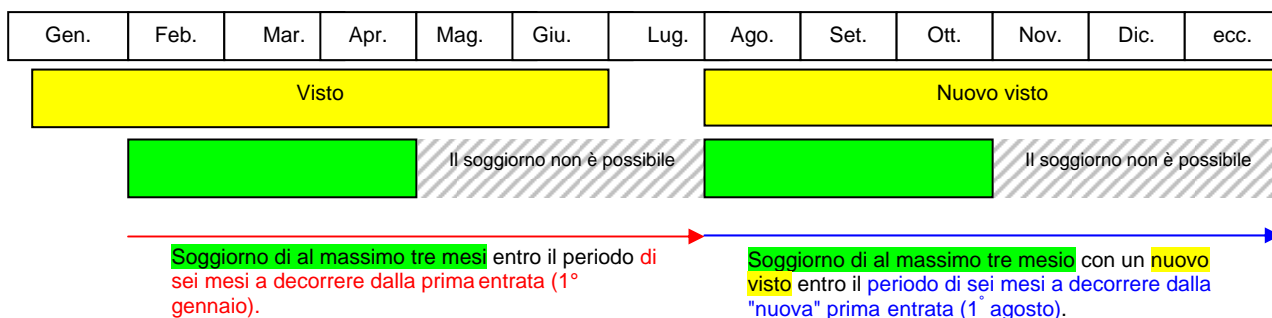 Gen. Feb. Mar. Apr. Mag. Giu. Lug. Ago. Set. Ott. Nov. Dic. ecc.
Visto Nuovo visto
Il soggiorno non è possibile Il soggiorno non è possibile
Soggiorno di al massimo tre mesi entro il periodo di
sei mesi a decorrere dalla prima entrata (1°
gennaio).
Soggiorno di al massimo tre mesio con un nuovo
visto entro il periodo di sei mesi a decorrere dalla
"nuova" prima entrata (1° agosto).